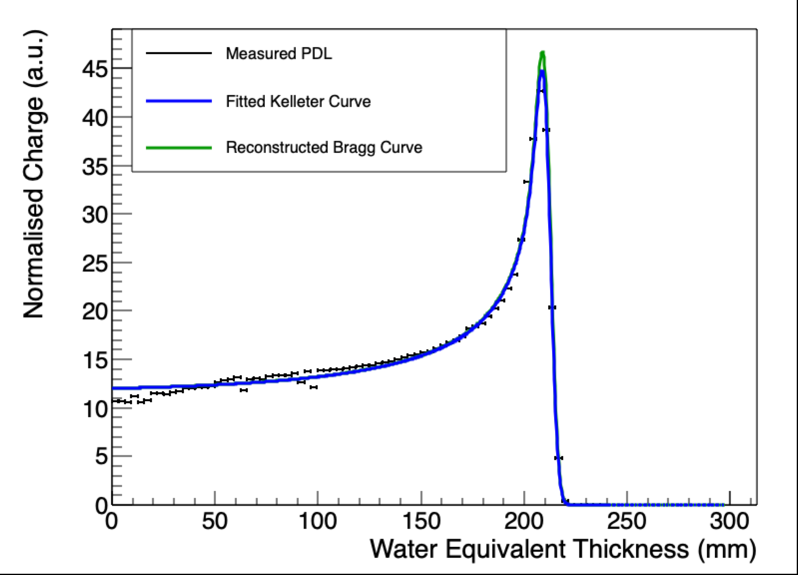 Normalised Charge (a.u.)
Measured PDL
Fitted Kelleter Curve
Reconstructed Bragg Curve
45
40
35
30
25
20
15
10
5
0
0 50 100 150 200 250 300
Water Equivalent Thickness (mm)